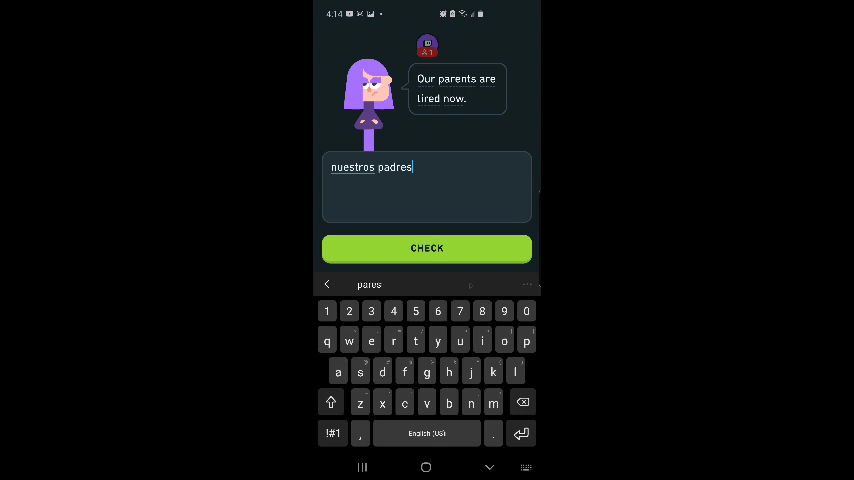 4:14
Our parents are
tired now.
nuestros padres
CHECK
pares
1 2 3 4 5 6 7 8 9 0
q w e r t y u i o p
a s d f g h j k l
z x c v b n m
!#1 , English (US) .